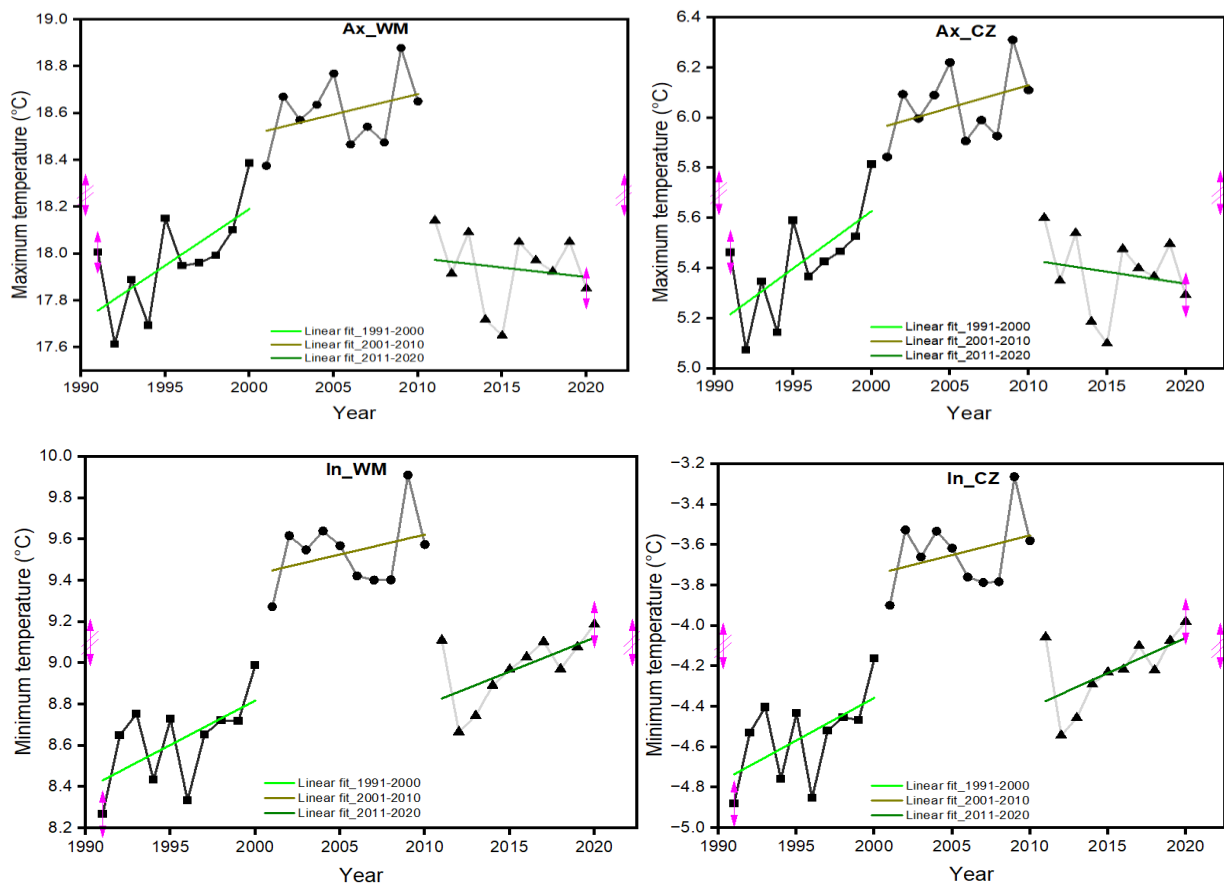 Ax_WM
Maximum temperature (°C)
19.0
18.8
18.6
18.4
18.2
18.0
17.8
17.6
Linear fit_1991-2000
Linear fit_2001-2010
Linear fit_2011-2020
1990 1995 2000 2005 2010 2015 2020
Year
Ax_CZ
Maximum temperature (°C)
6.4
6.2
6.0
5.8
5.6
5.4
5.2
5.0
Linear fit_1991-2000
Linear fit_2001-2010
Linear fit_2011-2020
1990 1995 2000 2005 2010 2015 2020
Year
In_WM
Minimum temperature (°C)
10.0
9.8
9.6
9.4
9.2
9.0
8.8
8.6
8.4
8.2
Linear fit_1991-2000
Linear fit_2001-2010
Linear fit_2011-2020
1990 1995 2000 2005 2010 2015 2020
Year
In_CZ
Minimum temperature (°C)
−3.2
−3.4
−3.6
−3.8
−4.0
−4.2
−4.4
−4.6
−4.8
−5.0
Linear fit_1991-2000
Linear fit_2001-2010
Linear fit_2011-2020
1990 1995 2000 2005 2010 2015 2020
Year